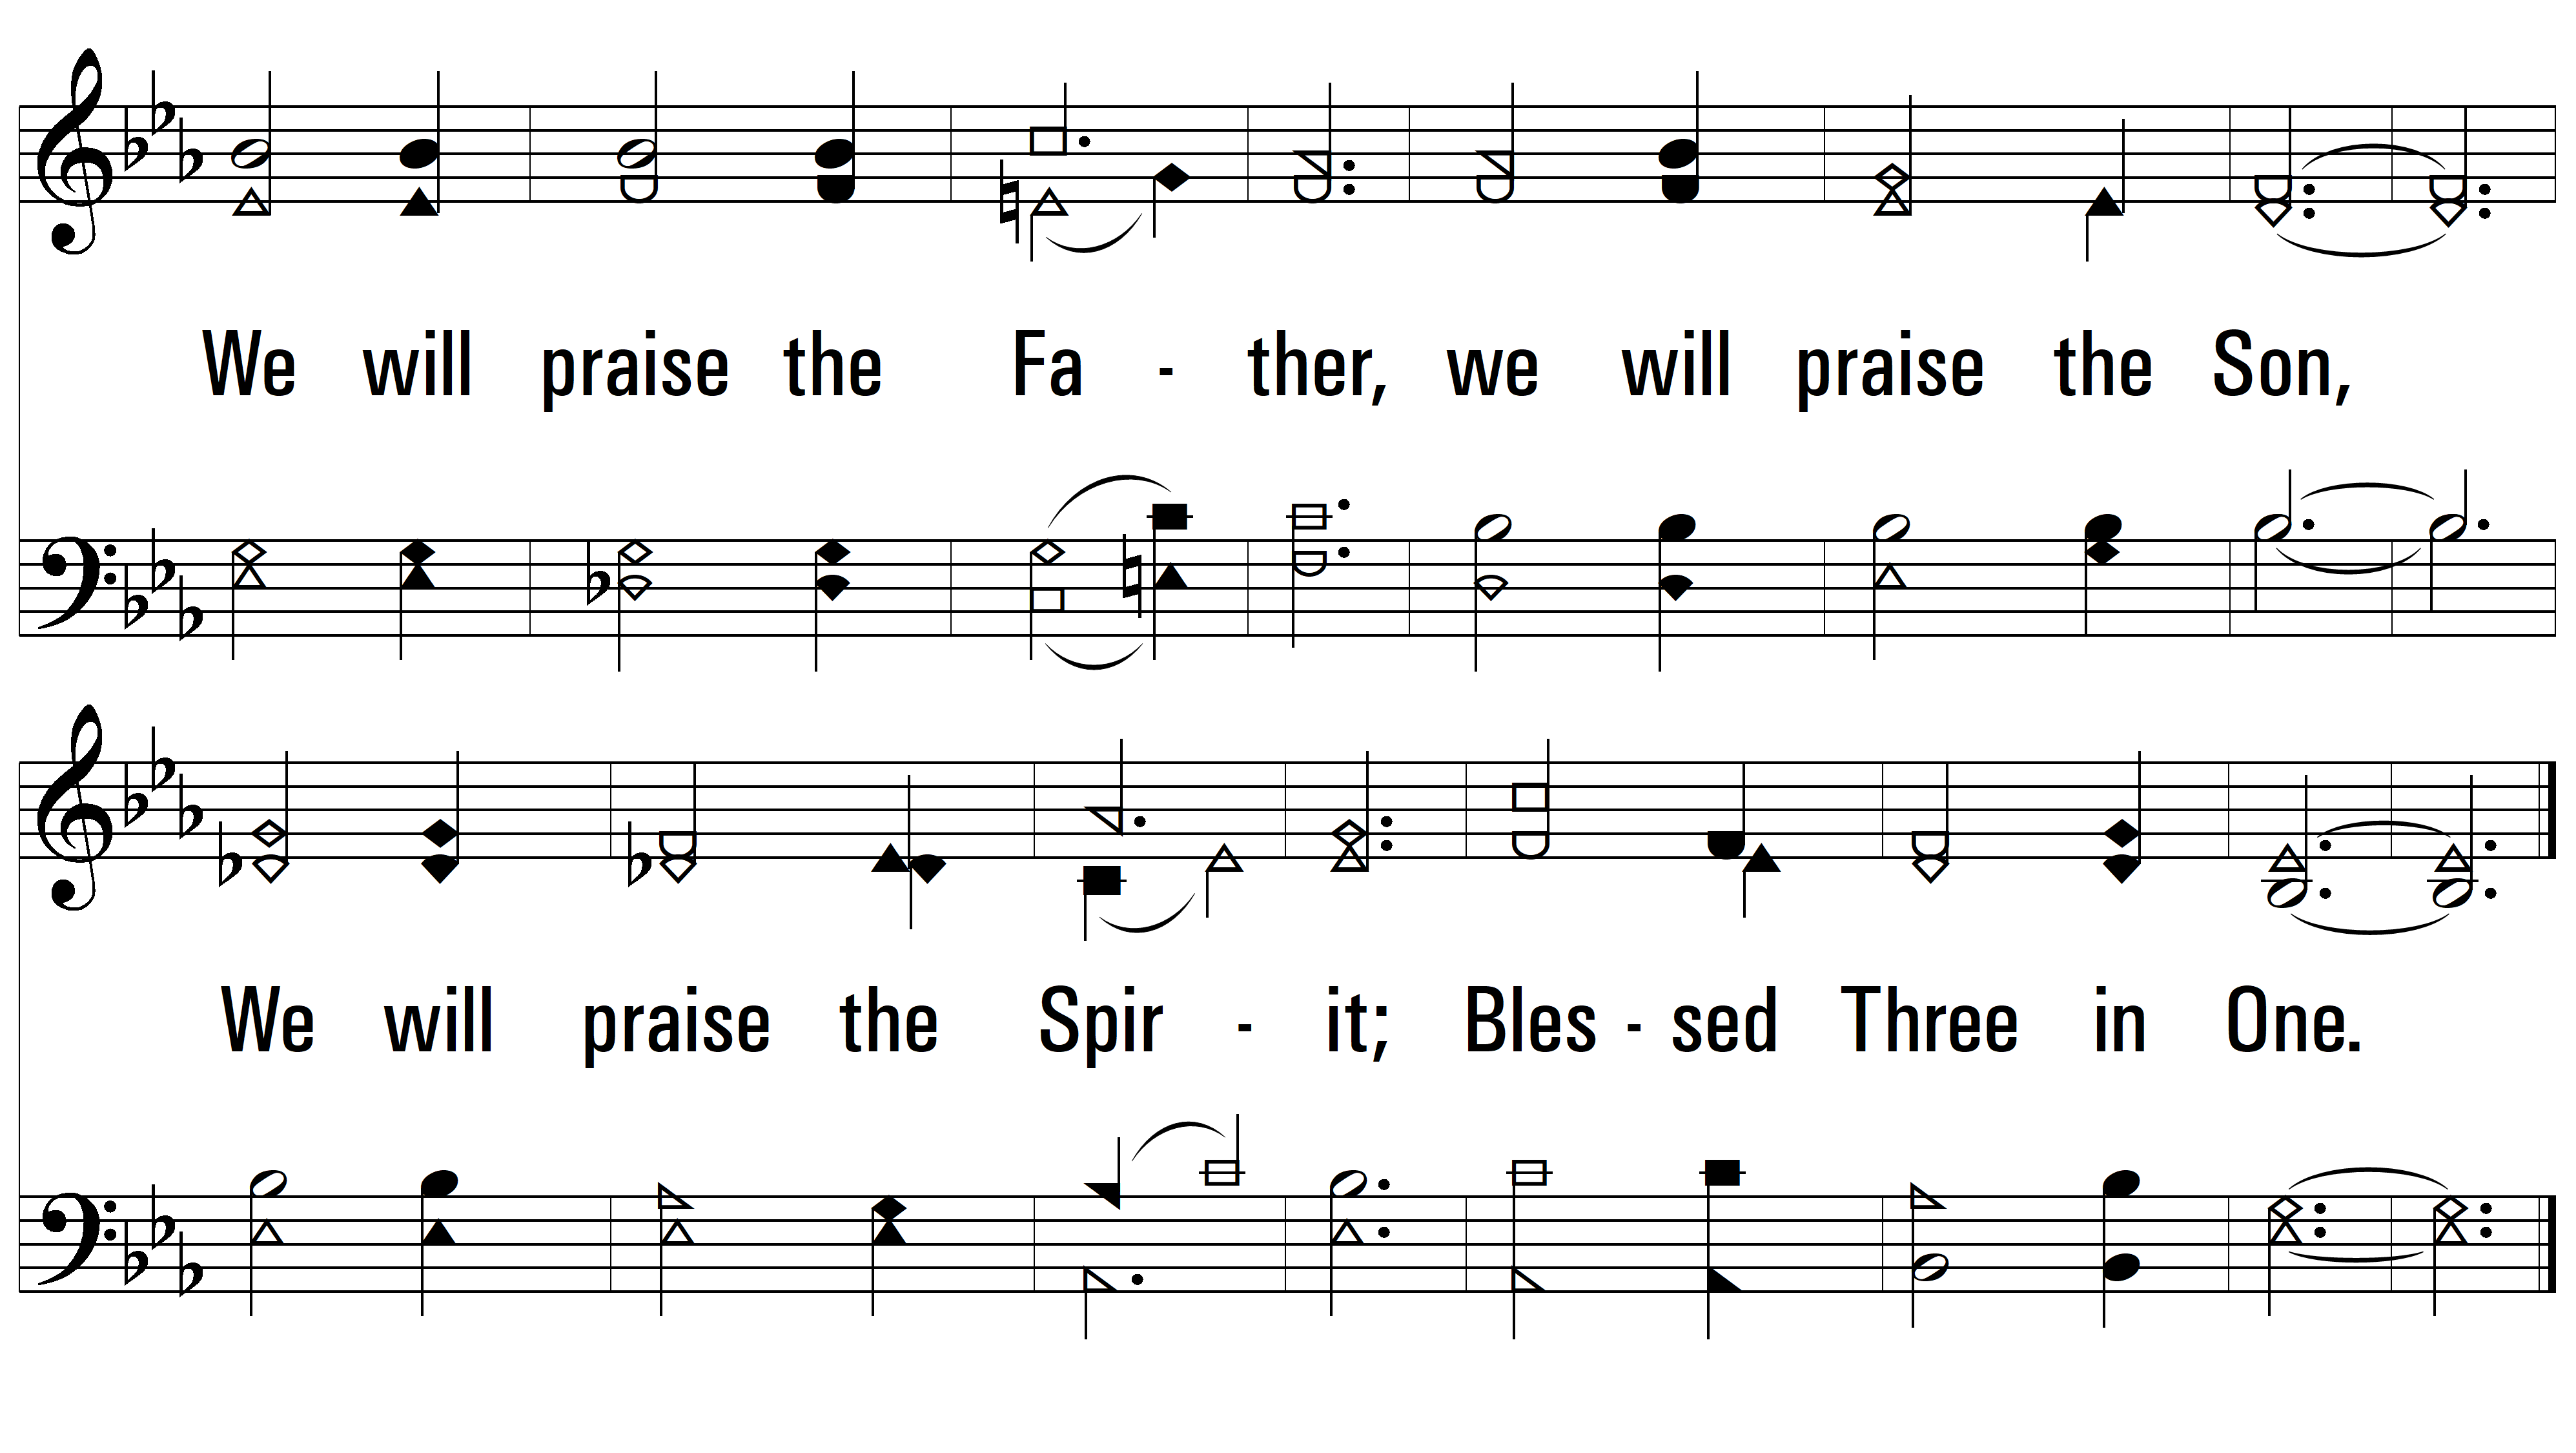 We will praise the Fa - ther, we will praise the Son,
We will praise the Spir - it; Bles - sed Three in One.